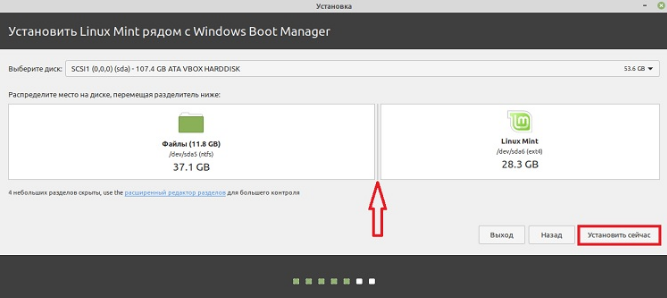 Установка
Установить Linux Mint рядом с Windows Boot Manager
Выберите диск: SCSI1 (0,0,0) (sda) - 107.4 GB ATA VBOX HARDDISK 53.6 GB
Распределите место на диске, перемещая разделитель ниже:
Файлы (11.8 GB)
/dev/sda5 (ntfs)
37.1 GB
Linux Mint
/dev/sda6 (ext4)
28.3 GB
4 небольших разделов скрыты, use the расширенный редактор разделов для большего контроля
Выход Назад Установить сейчас